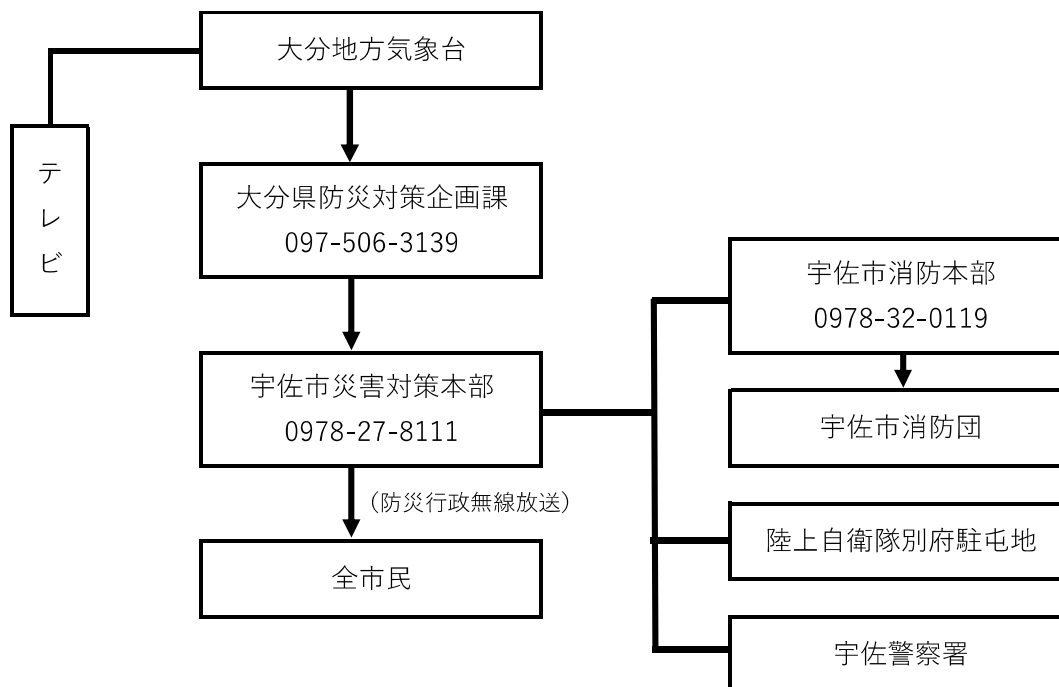 大分地方気象台
テレビ
大分県防災対策企画課
097-506-3139
宇佐市災害対策本部
0978-27-8111
(防災行政無線放送)
全市民
宇佐市消防本部
0978-32-0119
宇佐市消防団
陸上自衛隊別府駐屯地
宇佐警察署